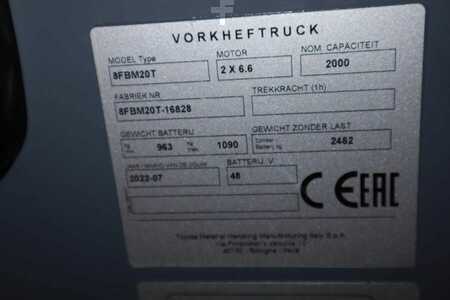 VORKHEFTRUCK
MODEL Type MOTOR NOM. CAPACITEIT
8FBM20T 2 X 6.6 2000
FABRIEK NR. TREKKRACHT (1h)
8FBM20T-16828
GEWICHT BATTERIJ GEWICHT ZONDER LAST
963 1090 2482
BATTERIJ V.
2022-07 48
CE EAC
Toyota Material Handling Manufacturing Italy S.p.A.
40132 - Bologna - Italia